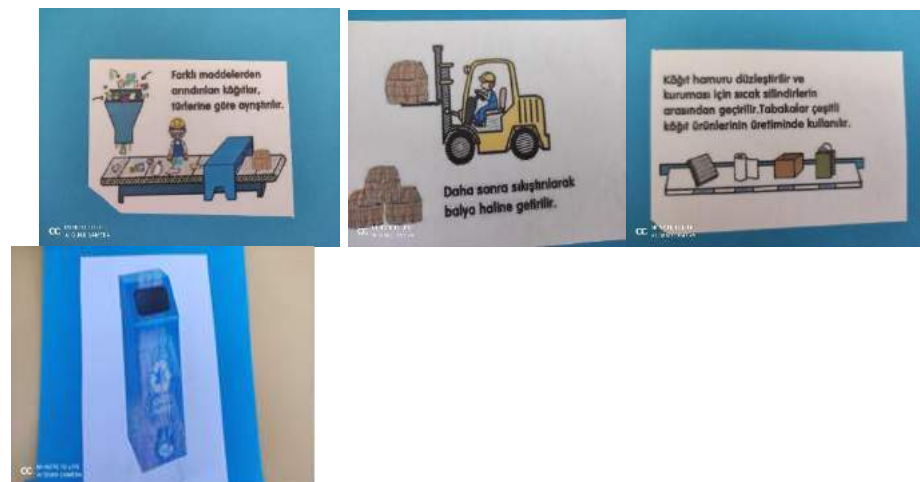 Farklı maddelerden
arındırılan kâğıtlar,
türlerine göre ayrıştırılır.
Daha sonra sıkıştırılarak
balya haline getirilir.
Kâğıt hamuru düzleştirilir ve
kuruması için sıcak silindirlerin
arasından geçirilir.Tabakalar çeşitli
kâğıt ürünlerinin üretiminde kullanılır.